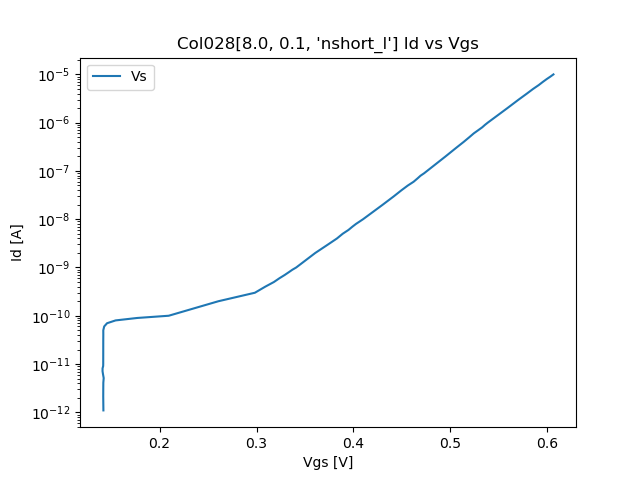 Col028[8.0, 0.1, 'nshort_l'] Id vs Vgs
Vs
10⁻⁵
10⁻⁶
10⁻⁷
10⁻⁸
10⁻⁹
10⁻¹⁰
10⁻¹¹
10⁻¹²
Id [A]
0.2 0.3 0.4 0.5 0.6
Vgs [V]